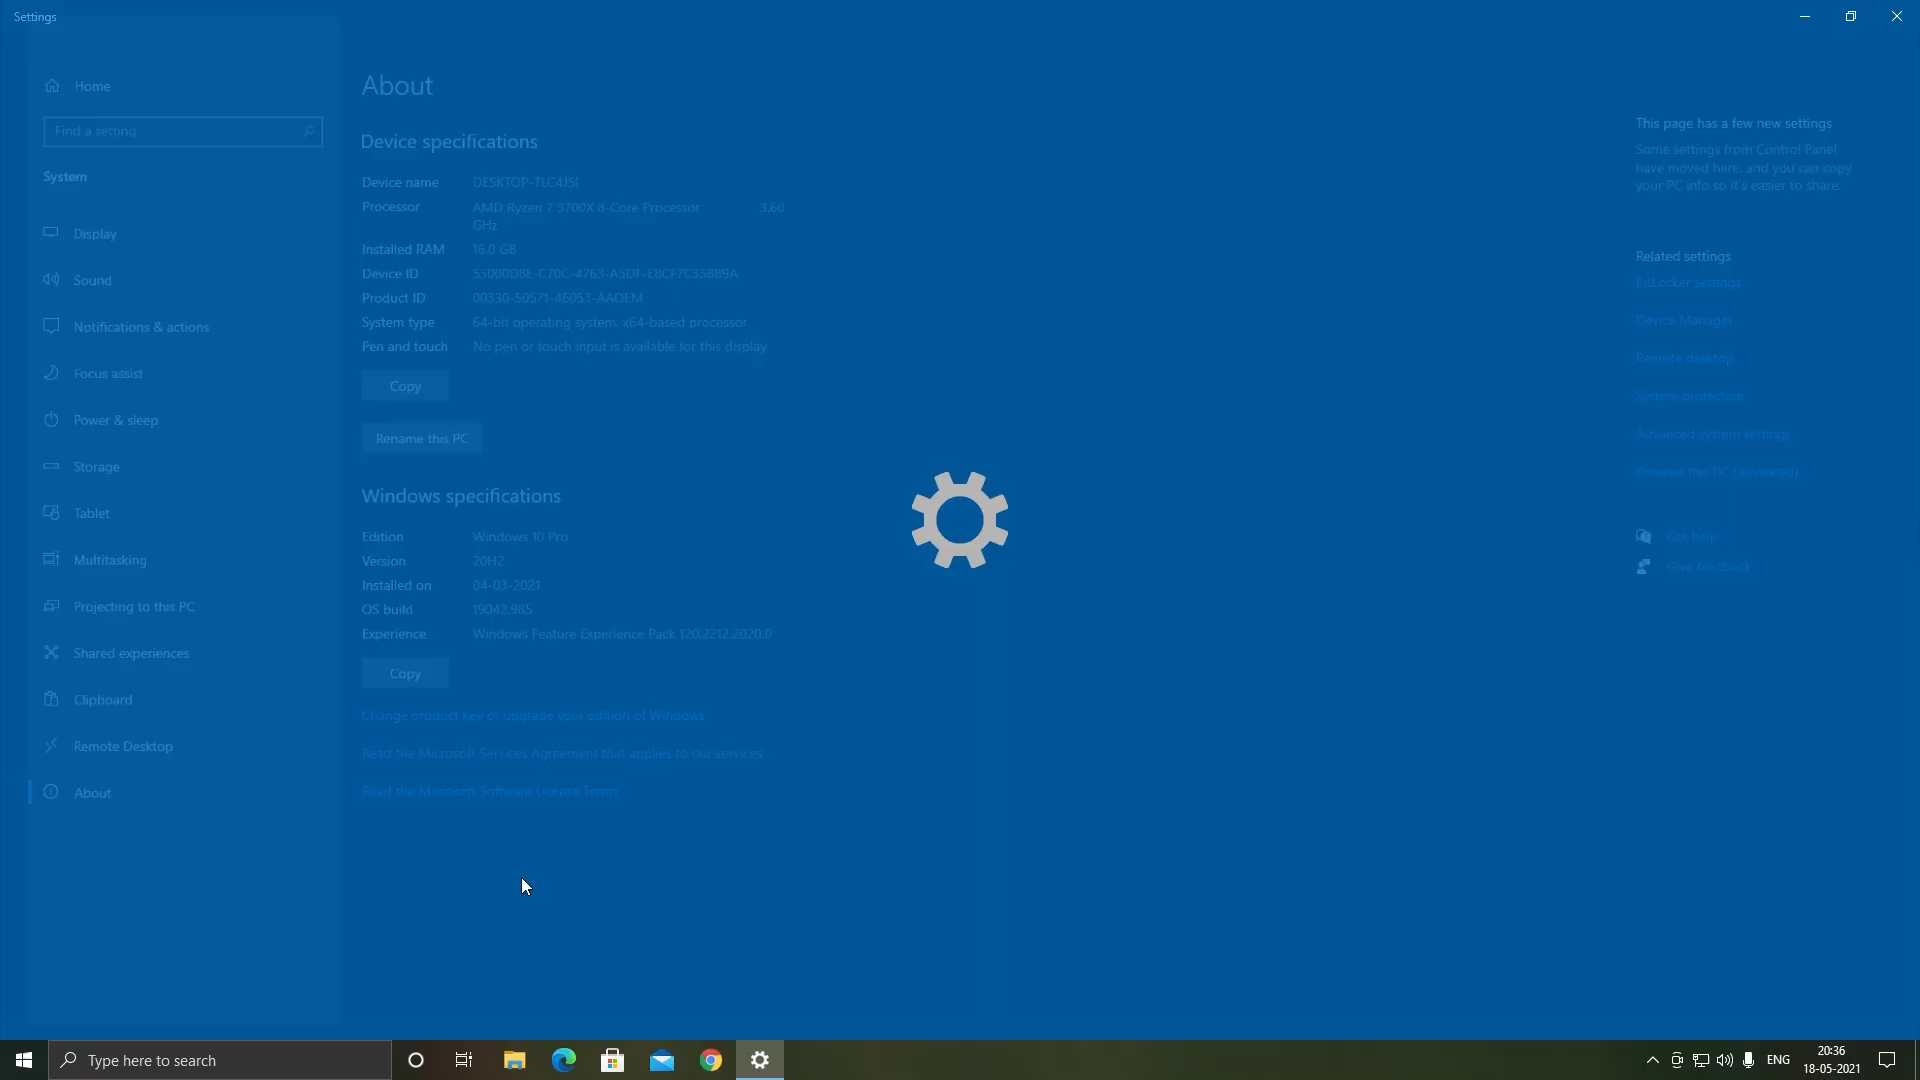 Settings
Home
Find a setting
System
Display
Sound
Notifications & actions
Focus assist
Power & sleep
Storage
Tablet
Multitasking
Projecting to this PC
Shared experiences
Clipboard
Remote Desktop
About
About
Device specifications
Device name DESKTOP-TLC4J5I
Processor AMD Ryzen 7 3700X 8-Core Processor 3.60
GHz
Installed RAM 16.0 GB
Device ID
Product ID 00330-50571-46053-AAOEM
System type 64-bit operating system, x64-based processor
Pen and touch No pen or touch input is available for this display
Copy
Rename this PC
Windows specifications
Edition Windows 10 Pro
Version 20H2
Installed on 04-03-2021
OS build 19042.985
Experience Windows Feature Experience Pack 120.2212.2020.0
Copy
Change product key or upgrade your edition of Windows
Read the Microsoft Services Agreement that applies to our services
Read the Microsoft Software License Terms
This page has a few new settings
Some settings from Control Panel
have moved here, and you can copy
your PC info so it's easier to share.
Related settings
BitLocker settings
Device Manager
Remote desktop
System protection
Advanced system settings
Rename this PC (advanced)
Get help
Give feedback
Type here to search
ENG
20:36
18-05-2021